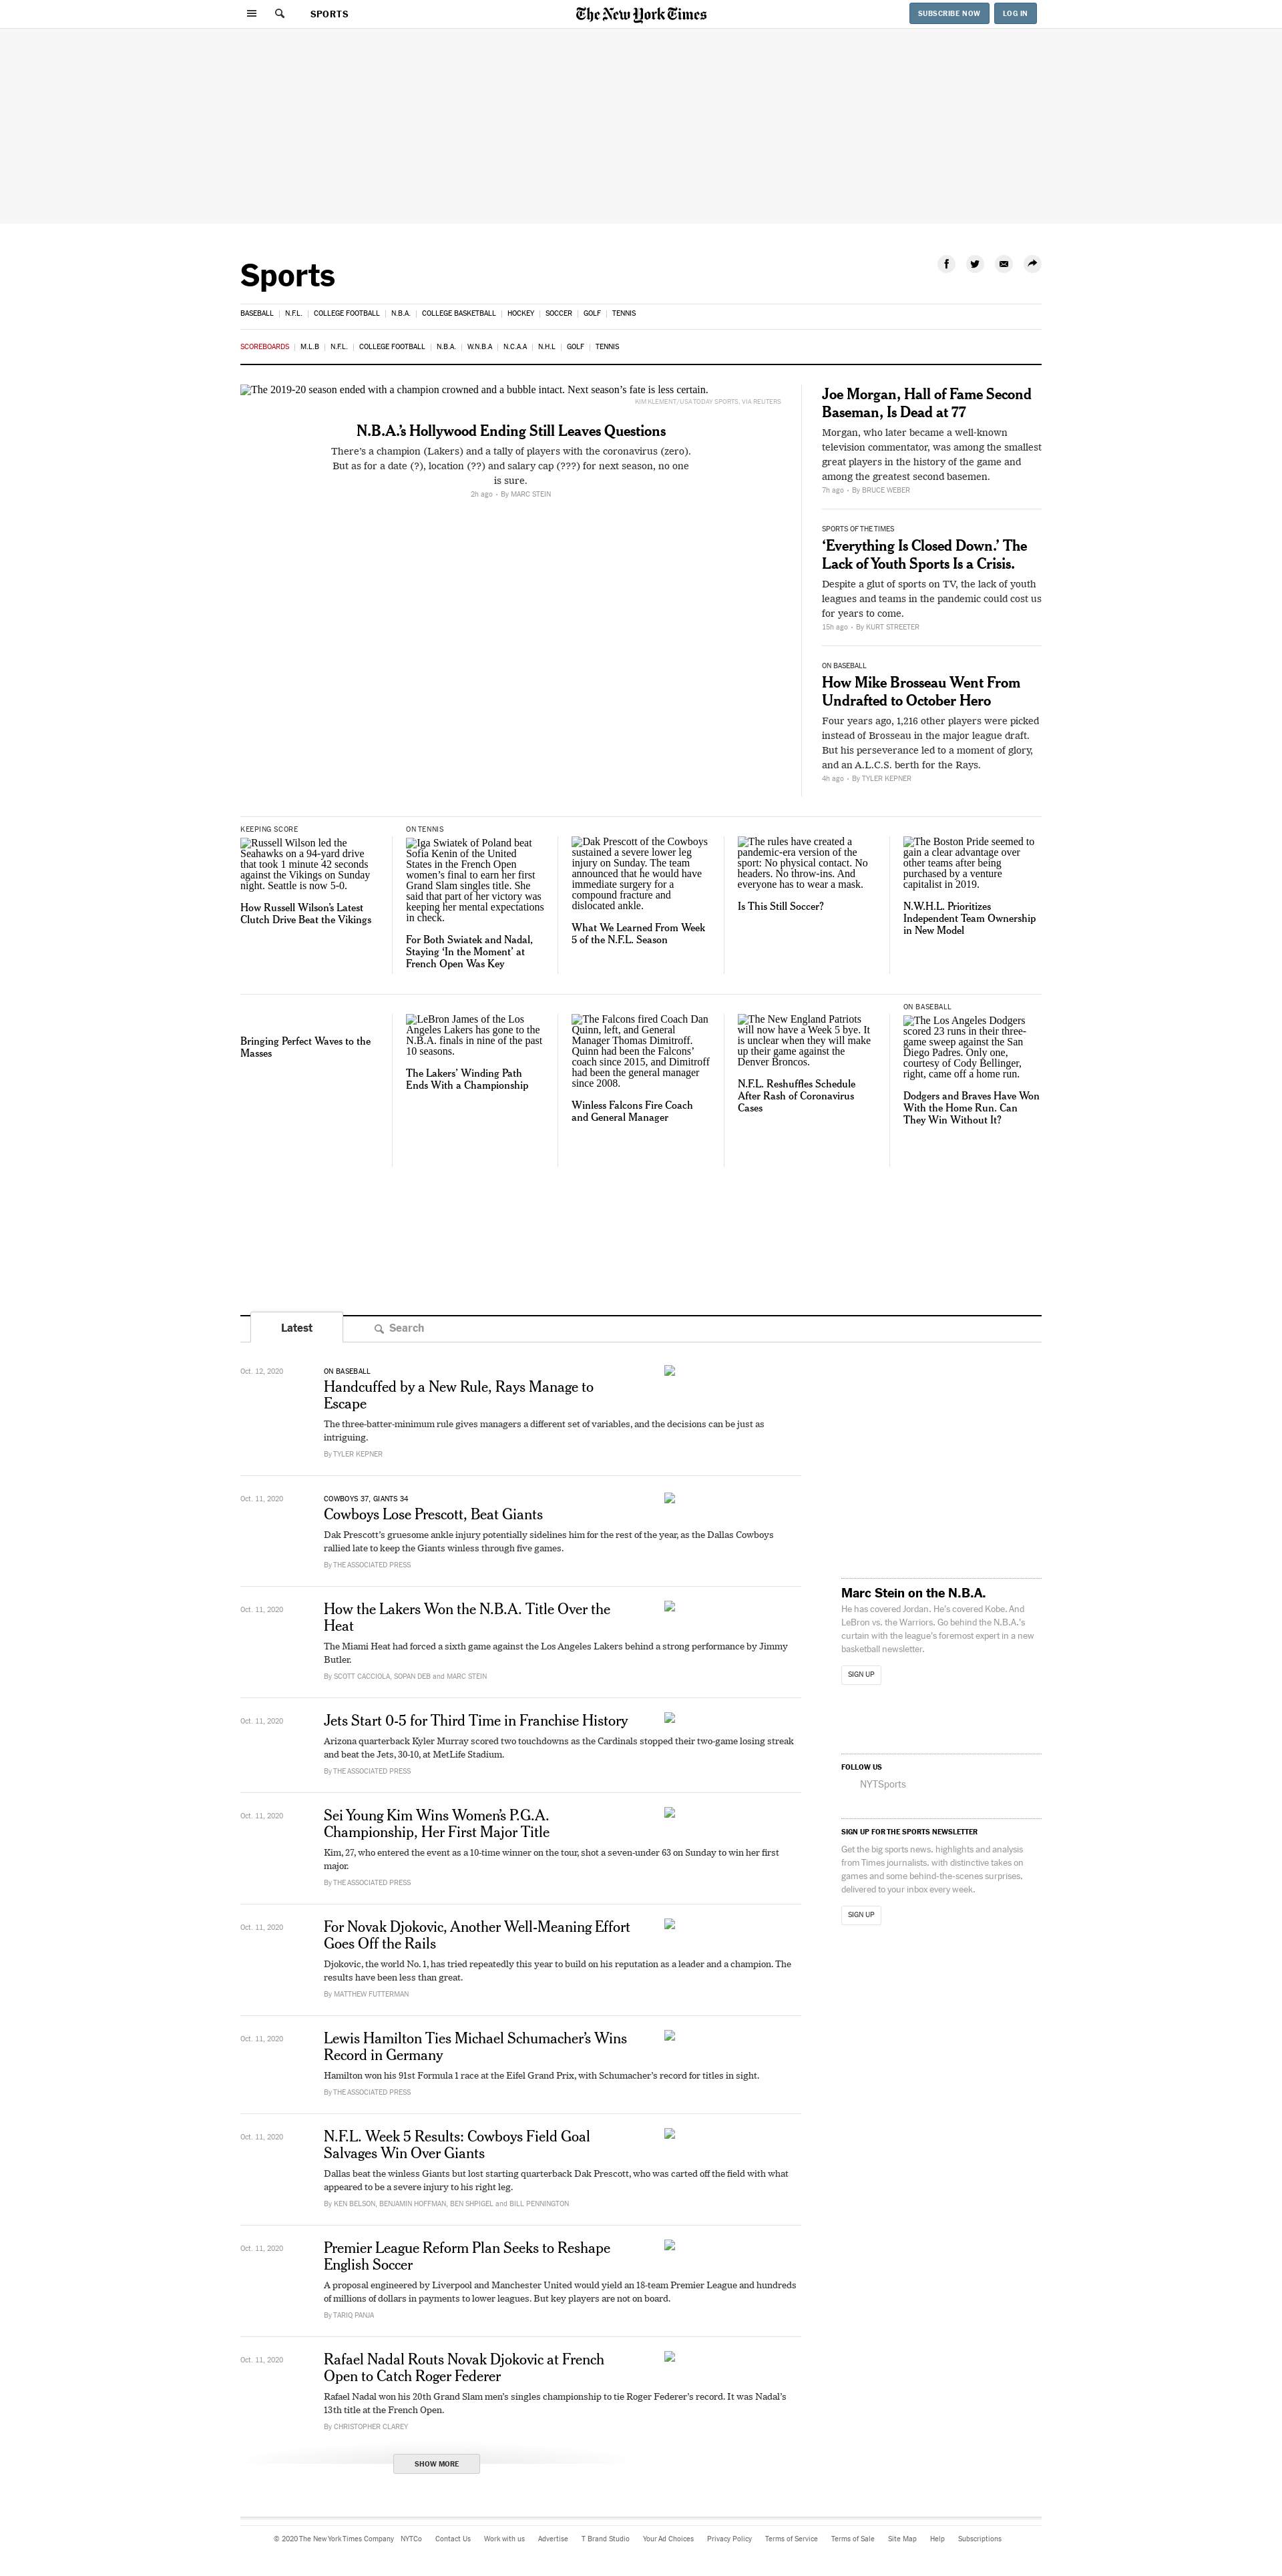 SPORTS
The New York Times
SUBSCRIBE NOW
LOG IN
Sports
BASEBALL | N.F.L. | COLLEGE FOOTBALL | N.B.A. | COLLEGE BASKETBALL | HOCKEY | SOCCER | GOLF | TENNIS
SCOREBOARDS | M.L.B | N.F.L. | COLLEGE FOOTBALL | N.B.A. | W.N.B.A | N.C.A.A | N.H.L | GOLF | TENNIS
The 2019-20 season ended with a champion crowned and a bubble intact. Next season's fate is less certain.
KIM KLEMENT/USA TODAY SPORTS, VIA REUTERS
N.B.A.'s Hollywood Ending Still Leaves Questions
There's a champion (Lakers) and a tally of players with the coronavirus (zero).
But as for a date (?), location (??) and salary cap (???) for next season, no one
is sure.
2h ago • By MARC STEIN
Joe Morgan, Hall of Fame Second
Baseman, Is Dead at 77
Morgan, who later became a well-known
television commentator, was among the smallest
great players in the history of the game and
among the greatest second basemen.
7h ago • By BRUCE WEBER
SPORTS OF THE TIMES
‘Everything Is Closed Down.’ The
Lack of Youth Sports Is a Crisis.
Despite a glut of sports on TV, the lack of youth
leagues and teams in the pandemic could cost us
for years to come.
15h ago • By KURT STREETER
ON BASEBALL
How Mike Brosseau Went From
Undrafted to October Hero
Four years ago, 1,216 other players were picked
instead of Brosseau in the major league draft.
But his perseverance led to a moment of glory,
and an A.L.C.S. berth for the Rays.
4h ago • By TYLER KEPNER
KEEPING SCORE
Russell Wilson led the
Seahawks on a 94-yard drive
that took 1 minute 42 seconds
against the Vikings on Sunday
night. Seattle is now 5-0.
How Russell Wilson's Latest
Clutch Drive Beat the Vikings
ON TENNIS
Iga Swiatek of Poland beat
Sofia Kenin of the United
States in the French Open
women's final to earn her first
Grand Slam singles title. She
said that part of her victory was
keeping her mental expectations
in check.
For Both Swiatek and Nadal,
Staying ‘In the Moment’ at
French Open Was Key
Dak Prescott of the Cowboys
sustained a severe lower leg
injury on Sunday. The team
announced that he would have
immediate surgery for a
compound fracture and
dislocated ankle.
What We Learned From Week
5 of the N.F.L. Season
The rules have created a
pandemic-era version of the
sport: No physical contact. No
headers. No throw-ins. And
everyone has to wear a mask.
Is This Still Soccer?
The Boston Pride seemed to
gain a clear advantage over
other teams after being
purchased by a venture
capitalist in 2019.
N.W.H.L. Prioritizes
Independent Team Ownership
in New Model
Bringing Perfect Waves to the
Masses
LeBron James of the Los
Angeles Lakers has gone to the
N.B.A. finals in nine of the past
10 seasons.
The Lakers' Winding Path
Ends With a Championship
The Falcons fired Coach Dan
Quinn, left, and General
Manager Thomas Dimitroff.
Quinn had been the Falcons'
coach since 2015, and Dimitroff
had been the general manager
since 2008.
Winless Falcons Fire Coach
and General Manager
The New England Patriots
will now have a Week 5 bye. It
is unclear when they will make
up their game against the
Denver Broncos.
N.F.L. Reshuffles Schedule
After Rash of Coronavirus
Cases
ON BASEBALL
The Los Angeles Dodgers
scored 23 runs in their three-
game sweep against the San
Diego Padres. Only one,
courtesy of Cody Bellinger,
right, came off a home run.
Dodgers and Braves Have Won
With the Home Run. Can
They Win Without It?
Latest
Search
Oct. 12, 2020
ON BASEBALL
Handcuffed by a New Rule, Rays Manage to
Escape
The three-batter-minimum rule gives managers a different set of variables, and the decisions can be just as
intriguing.
By TYLER KEPNER
Oct. 11, 2020
COWBOYS 37, GIANTS 34
Cowboys Lose Prescott, Beat Giants
Dak Prescott's gruesome ankle injury potentially sidelines him for the rest of the year, as the Dallas Cowboys
rallied late to keep the Giants winless through five games.
By THE ASSOCIATED PRESS
Oct. 11, 2020
How the Lakers Won the N.B.A. Title Over the
Heat
The Miami Heat had forced a sixth game against the Los Angeles Lakers behind a strong performance by Jimmy
Butler.
By SCOTT CACCIOLA, SOPAN DEB and MARC STEIN
Oct. 11, 2020
Jets Start 0-5 for Third Time in Franchise History
Arizona quarterback Kyler Murray scored two touchdowns as the Cardinals stopped their two-game losing streak
and beat the Jets, 30-10, at MetLife Stadium.
By THE ASSOCIATED PRESS
Oct. 11, 2020
Sei Young Kim Wins Women's P.G.A.
Championship, Her First Major Title
Kim, 27, who entered the event as a 10-time winner on the tour, shot a seven-under 63 on Sunday to win her first
major.
By THE ASSOCIATED PRESS
Oct. 11, 2020
For Novak Djokovic, Another Well-Meaning Effort
Goes Off the Rails
Djokovic, the world No. 1, has tried repeatedly this year to build on his reputation as a leader and a champion. The
results have been less than great.
By MATTHEW FUTTERMAN
Oct. 11, 2020
Lewis Hamilton Ties Michael Schumacher's Wins
Record in Germany
Hamilton won his 91st Formula 1 race at the Eifel Grand Prix, with Schumacher's record for titles in sight.
By THE ASSOCIATED PRESS
Oct. 11, 2020
N.F.L. Week 5 Results: Cowboys Field Goal
Salvages Win Over Giants
Dallas beat the winless Giants but lost starting quarterback Dak Prescott, who was carted off the field with what
appeared to be a severe injury to his right leg.
By KEN BELSON, BENJAMIN HOFFMAN, BEN SHPIGEL and BILL PENNINGTON
Oct. 11, 2020
Premier League Reform Plan Seeks to Reshape
English Soccer
A proposal engineered by Liverpool and Manchester United would yield an 18-team Premier League and hundreds
of millions of dollars in payments to lower leagues. But key players are not on board.
By TARIQ PANJA
Oct. 11, 2020
Rafael Nadal Routs Novak Djokovic at French
Open to Catch Roger Federer
Rafael Nadal won his 20th Grand Slam men's singles championship to tie Roger Federer's record. It was Nadal's
13th title at the French Open.
By CHRISTOPHER CLAREY
SHOW MORE
Marc Stein on the N.B.A.
He has covered Jordan. He's covered Kobe. And
LeBron vs. the Warriors. Go behind the N.B.A.'s
curtain with the league's foremost expert in a new
basketball newsletter.
SIGN UP
FOLLOW US
NYTSports
SIGN UP FOR THE SPORTS NEWSLETTER
Get the big sports news, highlights and analysis
from Times journalists, with distinctive takes on
games and some behind-the-scenes surprises,
delivered to your inbox every week.
SIGN UP
© 2020 The New York Times Company NYTCo Contact Us Work with us Advertise T Brand Studio Your Ad Choices Privacy Policy Terms of Service Terms of Sale Site Map Help Subscriptions